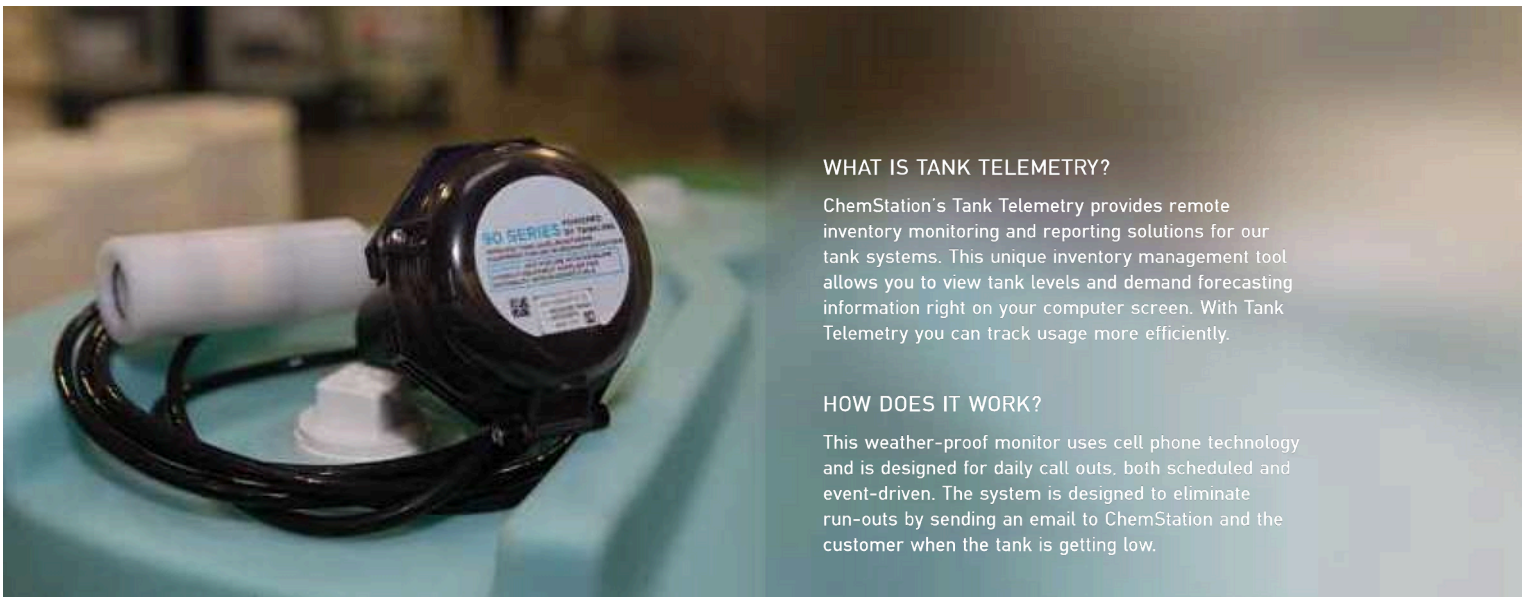 90 SERIES POWERED
BY TANKLINK
WHAT IS TANK TELEMETRY?
ChemStation's Tank Telemetry provides remote
inventory monitoring and reporting solutions for our
tank systems. This unique inventory management tool
allows you to view tank levels and demand forecasting
information right on your computer screen. With Tank
Telemetry you can track usage more efficiently.
HOW DOES IT WORK?
This weather-proof monitor uses cell phone technology
and is designed for daily call outs, both scheduled and
event-driven. The system is designed to eliminate
run-outs by sending an email to ChemStation and the
customer when the tank is getting low.